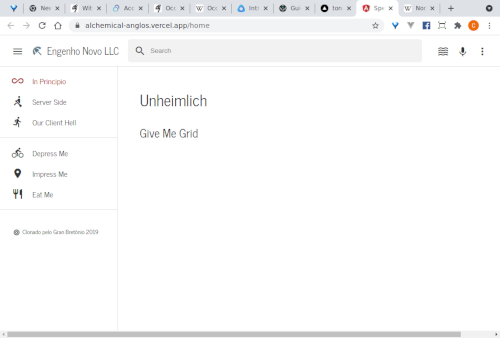 Nev
Wit
Acr
Occ
Occ
Intr
Gui
ton
Spe
Nor
alchemical-anglos.vercel.app/home
Engenho Novo LLC
Search
In Principio
Server Side
Our Client Hell
Depress Me
Impress Me
Eat Me
Clonado pelo Gran Bretônio 2019
Unheimlich
Give Me Grid